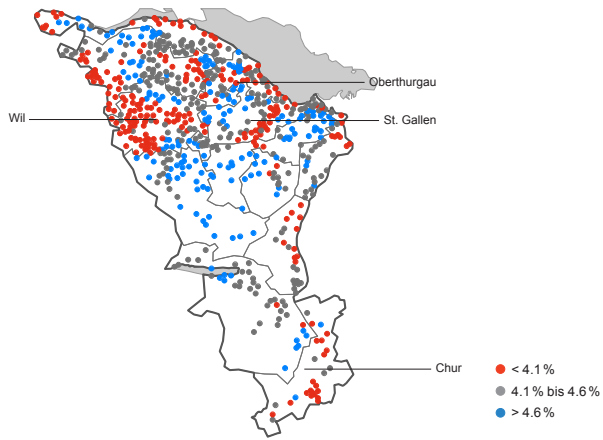 Oberthurgau
Wil
St. Gallen
Chur
< 4.1 %
4.1 % bis 4.6 %
> 4.6 %